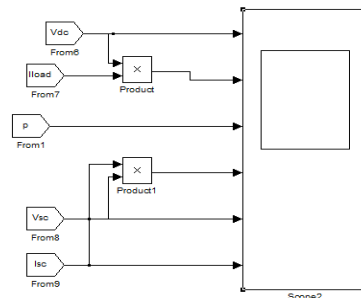 Vdc
From6
Iload
From7
×
Product
p
From1
×
Product1
Vsc
From8
Isc
From9
Scope2